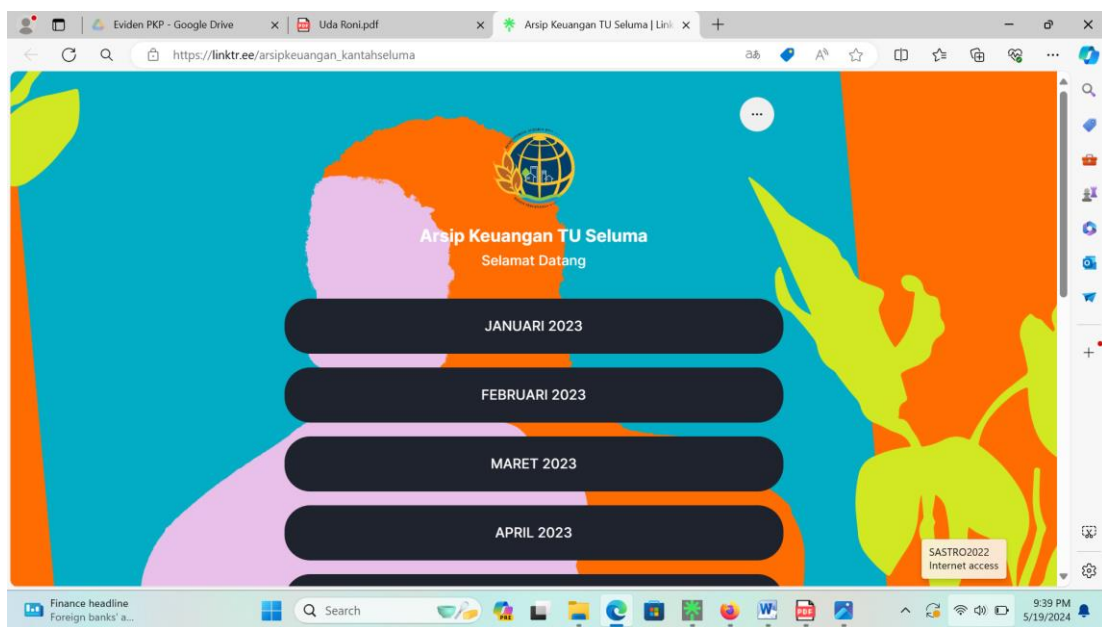 Eviden PKP - Google Drive
Uda Roni.pdf
Arsip Keuangan TU Seluma | Link
https://linktr.ee/arsipkeuangan_kantahseluma
Arsip Keuangan TU Seluma
Selamat Datang
JANUARI 2023
FEBRUARI 2023
MARET 2023
APRIL 2023
SASTRO2022
Internet access
Finance headline
Foreign banks' a...
Search
9:39 PM
5/19/2024